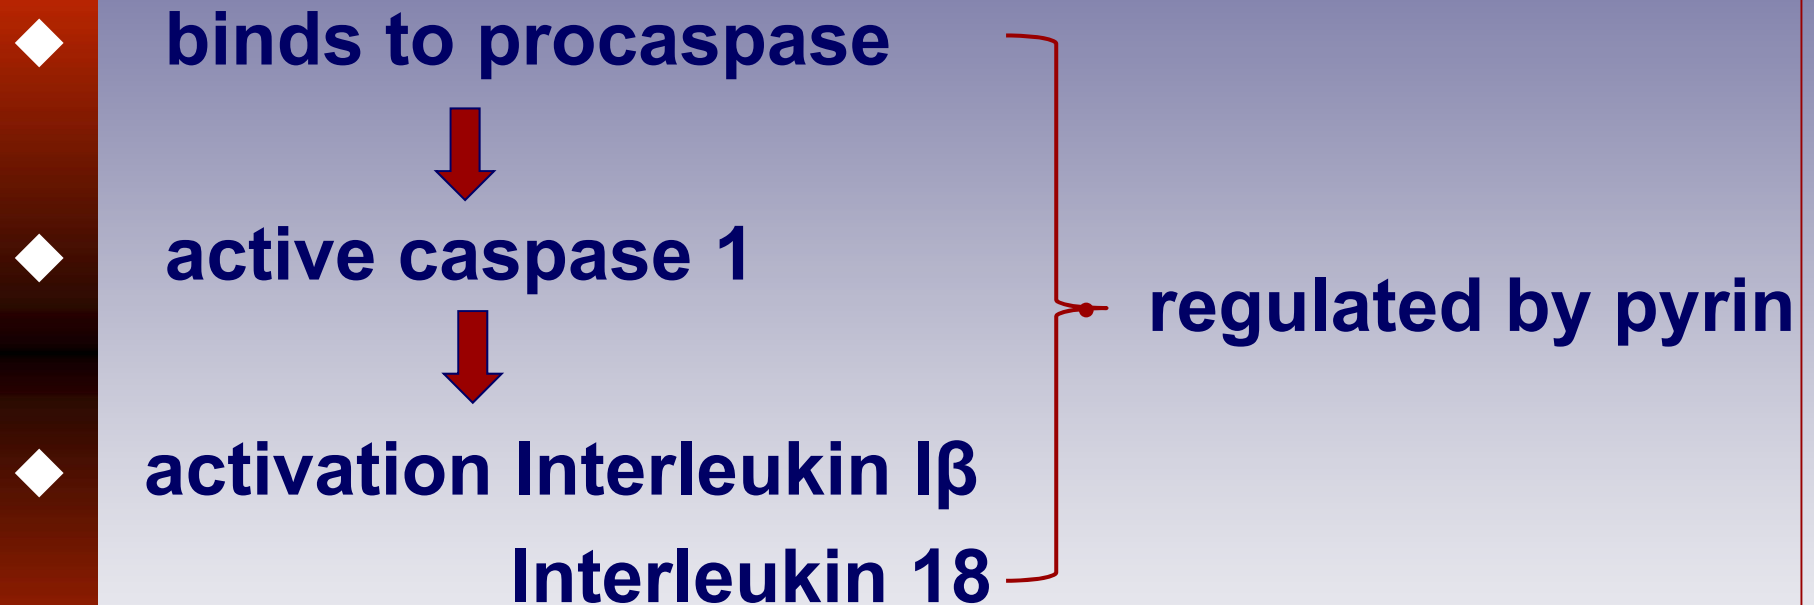 binds to procaspase
active caspase 1
regulated by pyrin
activation Interleukin Iβ
Interleukin 18